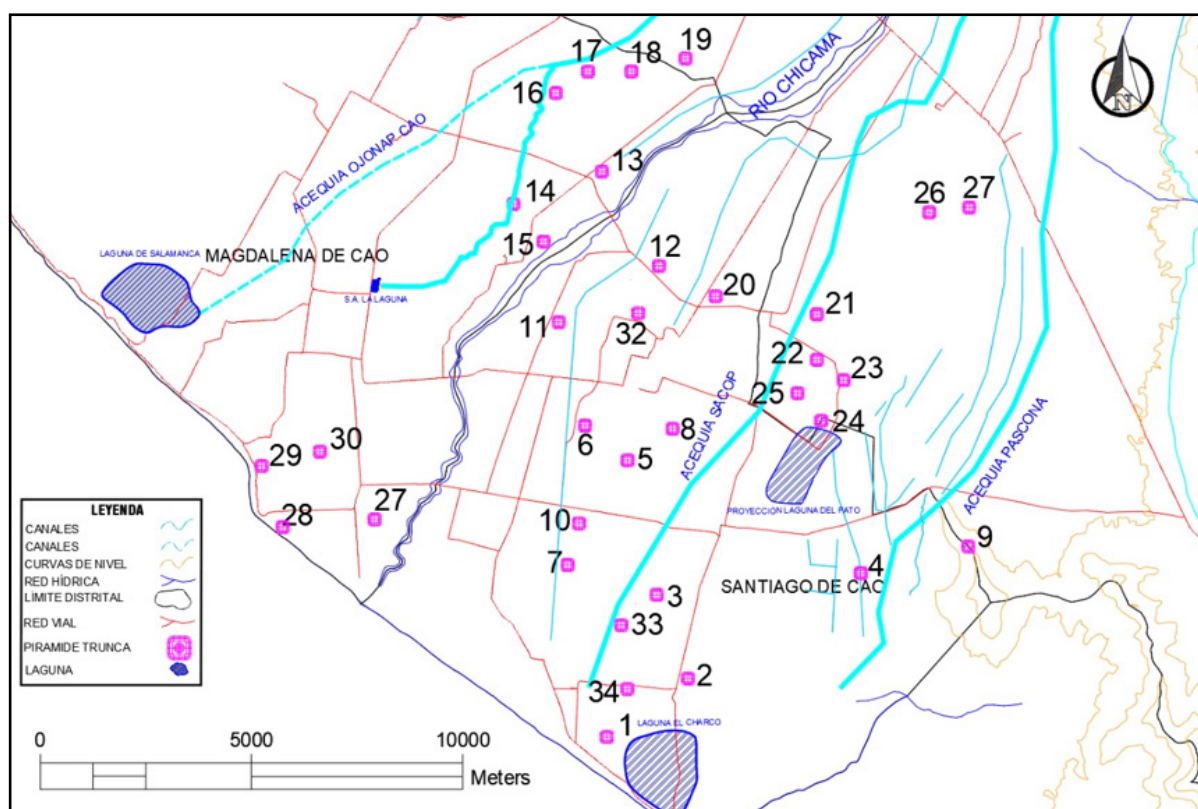 17
18
19
16
RIO CHICAMA
ACEQUIA OJONAP CAO
N
13
14
26
27
15
LAGUNA DE SALAMANCA
MAGDALENA DE CAO
12
S.A. LA LAGUNA
20
11
32
21
22
23
25
ACEQUIA SACOP
24
6
8
5
29
30
ACEQUIA PASCONA
PROYECCIÓN LAGUNA DEL PATO
28
27
10
9
7
4
SANTIAGO DE CAO
3
33
34
2
1
LAGUNA EL CHARCO
LEYENDA
CANALES
CANALES
CURVAS DE NIVEL
RED HÍDRICA
LÍMITE DISTRITAL
RED VIAL
PIRAMIDE TRUNCA
LAGUNA
0
5000
10000
Meters